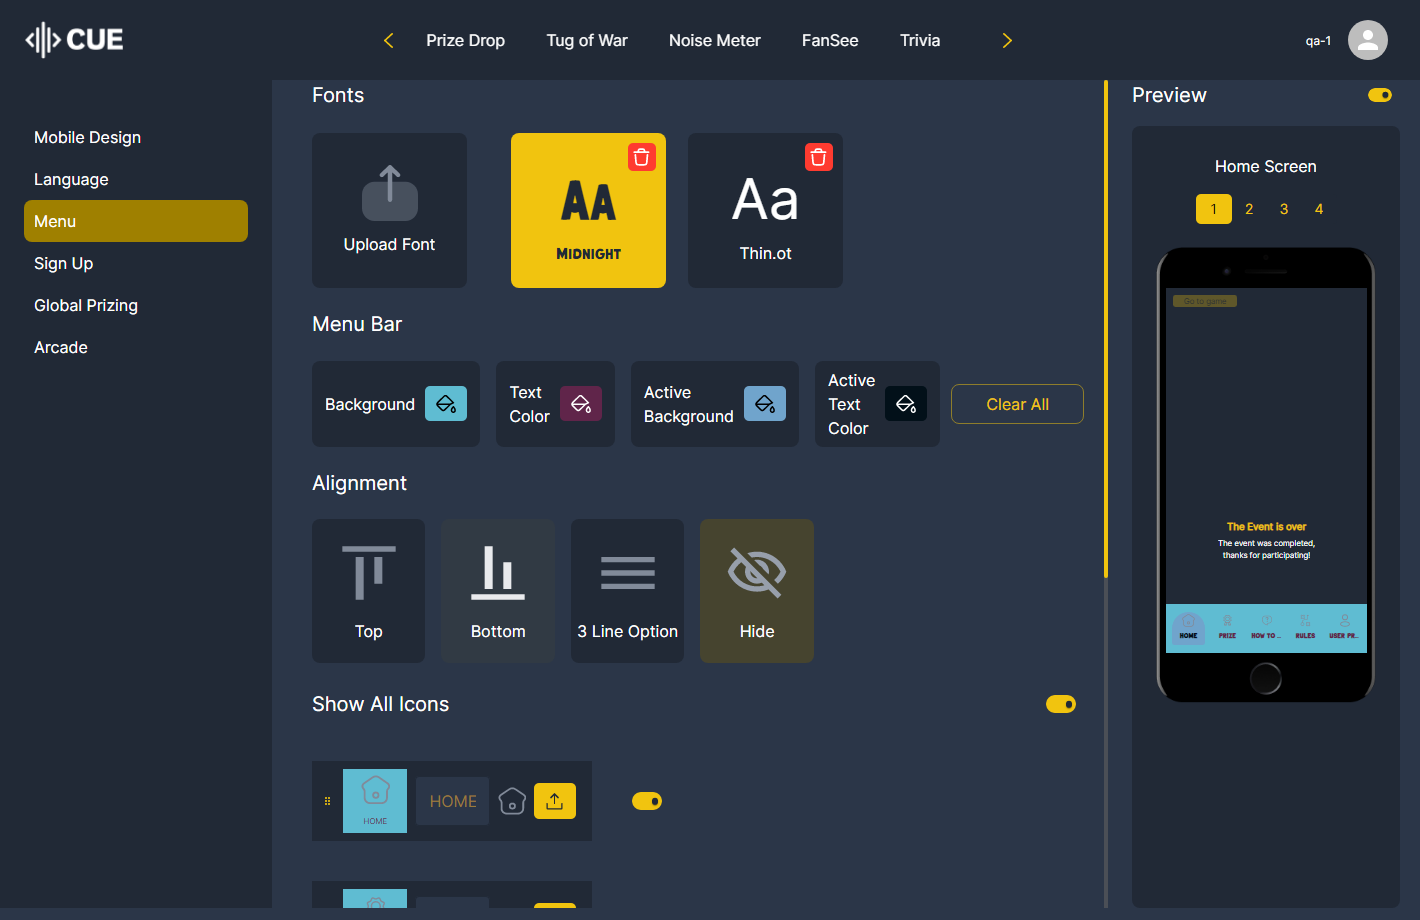 CUE
Prize Drop
Tug of War
Noise Meter
FanSee
Trivia
qa-1
Mobile Design
Language
Menu
Sign Up
Global Prizing
Arcade
Fonts
Upload Font
AA
MIDNIGHT
Aa
Thin.ot
Menu Bar
Background
Text
Color
Active
Background
Active
Text
Color
Clear All
Alignment
Top
Bottom
3 Line Option
Hide
Show All Icons
HOME
HOME
Preview
Home Screen
1 2 3 4
Go to game
The Event is over
The event was completed,
thanks for participating!
HOME
PRIZE
HOW TO ...
RULES
USER PR...